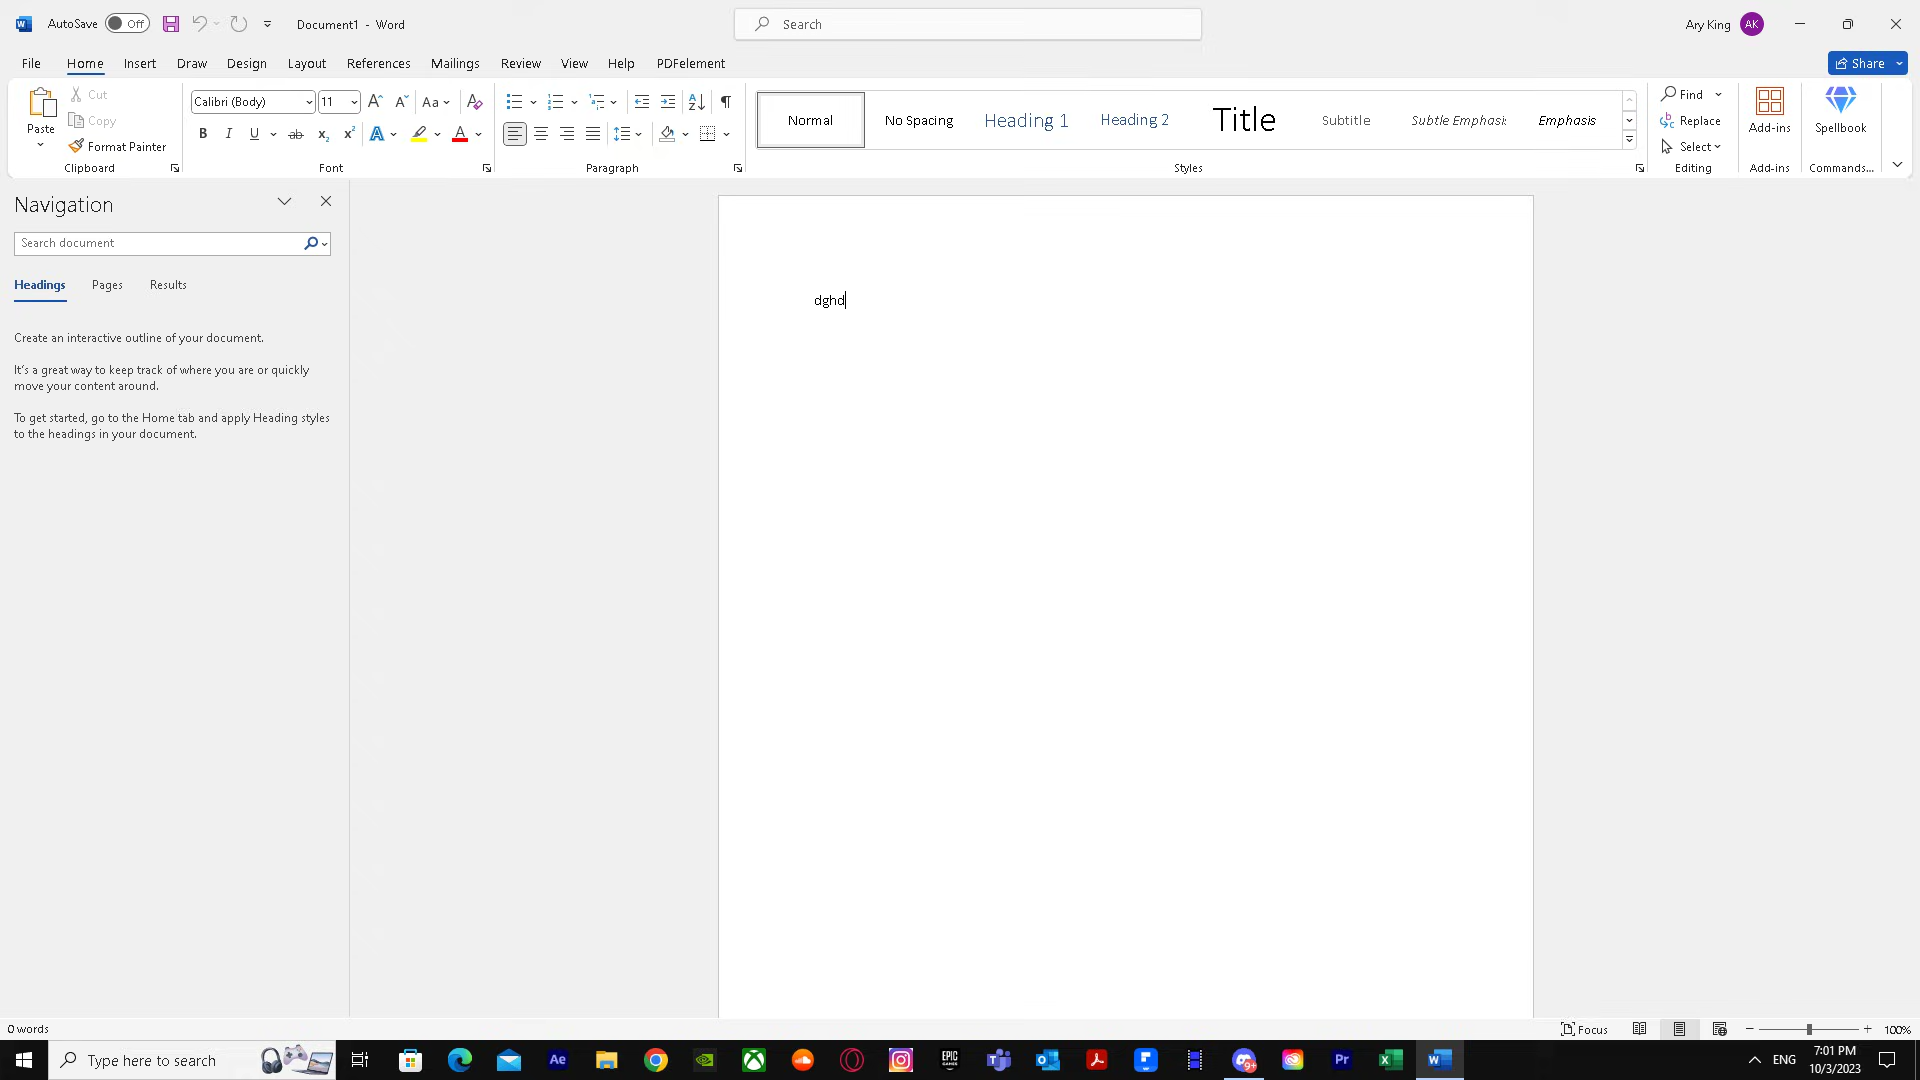 AutoSave Off Document1 - Word Search Ary King AK
File Home Insert Draw Design Layout References Mailings Review View Help PDFelement Share
Paste Cut Copy Format Painter Clipboard
Calibri (Body) 11 Aa Font
Paragraph
Normal No Spacing Heading 1 Heading 2 Title Subtitle Subtle Emphasis Emphasis Styles
Find Replace Select Editing
Add-ins Add-ins
Spellbook Commands...
Navigation
Search document
Headings Pages Results
Create an interactive outline of your document.
It's a great way to keep track of where you are or quickly
move your content around.
To get started, go to the Home tab and apply Heading styles
to the headings in your document.
dghd
0 words Focus 100%
Type here to search Ae EPIC GAMES 9+ Pr ENG 7:01 PM
10/3/2023